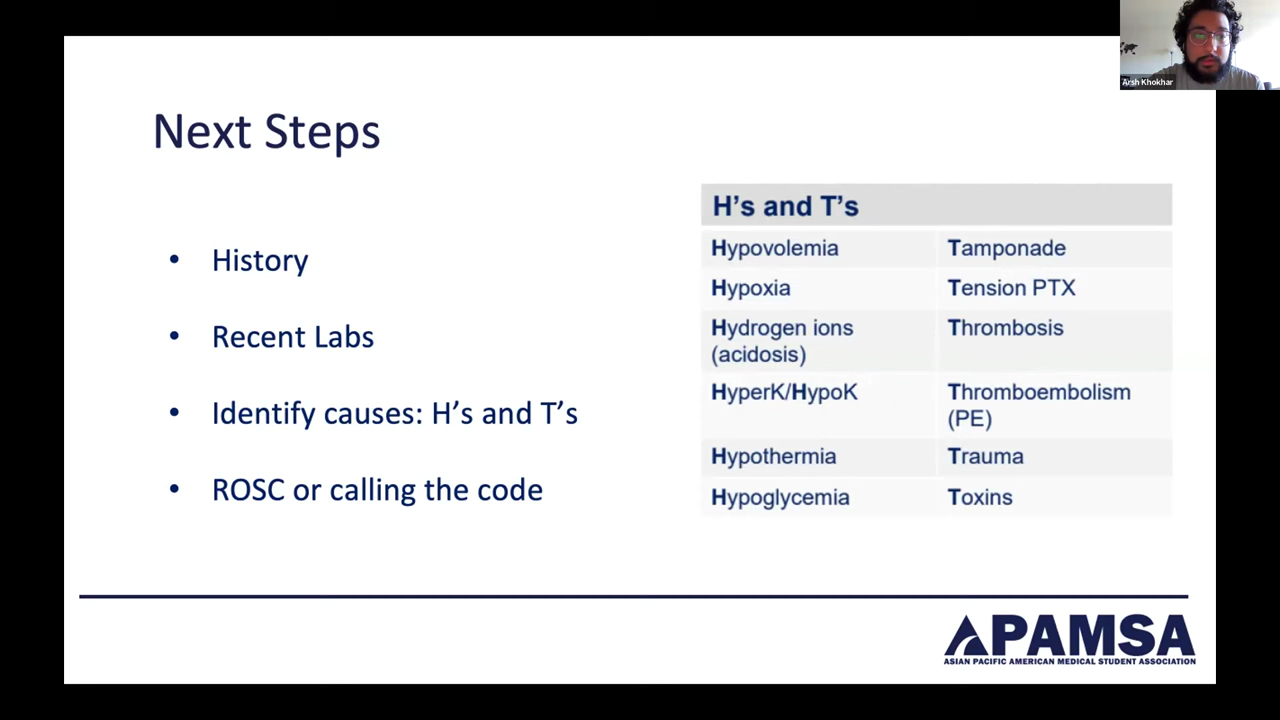 Arsh Khokhar
Next Steps
• History
• Recent Labs
• Identify causes: H's and T's
• ROSC or calling the code
H's and T's
Hypovolemia Tamponade
Hypoxia Tension PTX
Hydrogen ions Thrombosis
(acidosis)
HyperK/HypoK Thromboembolism
(PE)
Hypothermia Trauma
Hypoglycemia Toxins
APAMSA
ASIAN PACIFIC AMERICAN MEDICAL STUDENT ASSOCIATION